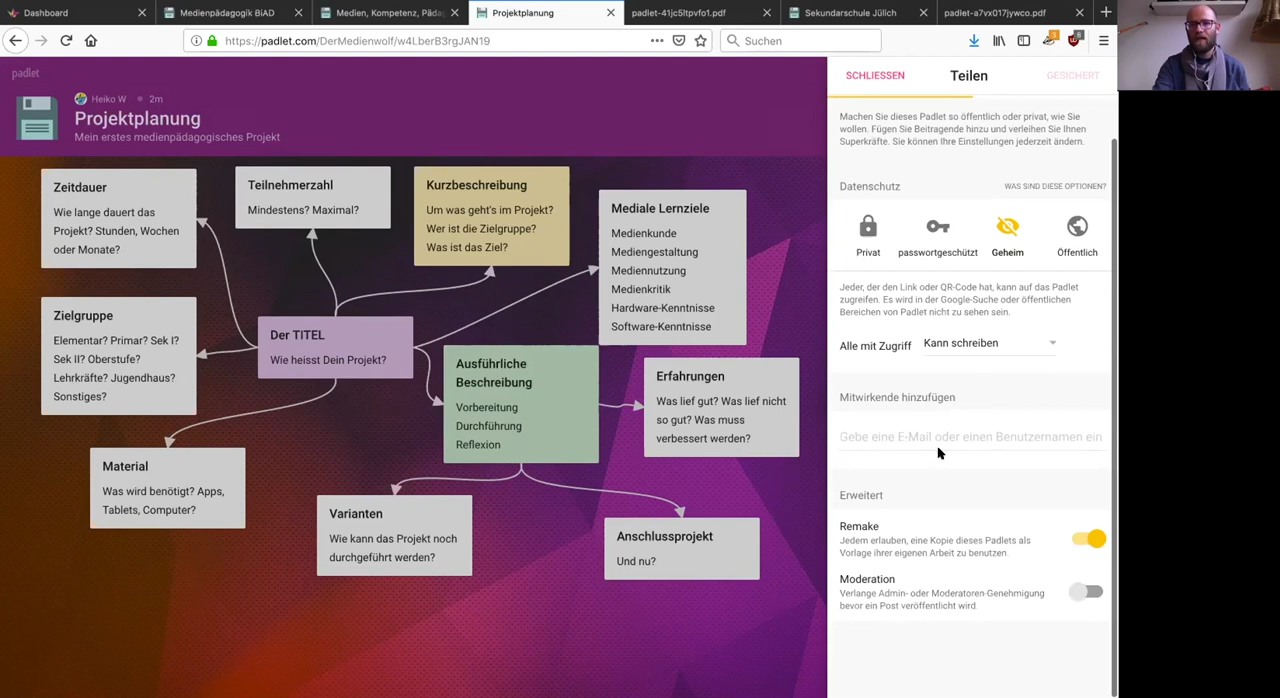 Dashboard
Medienpädagogik BiAD
Medien, Kompetenz, Päda
Projektplanung
padlet-41jc5ltpvfo1.pdf
Sekundarschule Jülich
padlet-a7vx017jywco.pdf
https://padlet.com/DerMedienwolf/w4LberB3rgJAN19
Suchen
padlet
Heiko W • 2m
Projektplanung
Mein erstes medienpädagogisches Projekt
Zeitdauer
Wie lange dauert das
Projekt? Stunden, Wochen
oder Monate?
Teilnehmerzahl
Mindestens? Maximal?
Kurzbeschreibung
Um was geht's im Projekt?
Wer ist die Zielgruppe?
Was ist das Ziel?
Mediale Lernziele
Medienkunde
Mediengestaltung
Mediennutzung
Medienkritik
Hardware-Kenntnisse
Software-Kenntnisse
Zielgruppe
Elementar? Primar? Sek I?
Sek II? Oberstufe?
Lehrkräfte? Jugendhaus?
Sonstiges?
Der TITEL
Wie heisst Dein Projekt?
Ausführliche
Beschreibung
Vorbereitung
Durchführung
Reflexion
Erfahrungen
Was lief gut? Was lief nicht
so gut? Was muss
verbessert werden?
Material
Was wird benötigt? Apps,
Tablets, Computer?
Varianten
Wie kann das Projekt noch
durchgeführt werden?
Anschlussprojekt
Und nu?
SCHLIESSEN
Teilen
GESICHERT
Machen Sie dieses Padlet so öffentlich oder privat, wie Sie
wollen. Fügen Sie Beitragende hinzu und verleihen Sie Ihnen
Superkräfte. Sie können Ihre Einstellungen jederzeit ändern.
Datenschutz
WAS SIND DIESE OPTIONEN?
Privat
passwortgeschützt
Geheim
Öffentlich
Jeder, der den Link oder QR-Code hat, kann auf das Padlet
zugreifen. Es wird in der Google-Suche oder öffentlichen
Bereichen von Padlet nicht zu sehen sein.
Alle mit Zugriff
Kann schreiben
Mitwirkende hinzufügen
Gebe eine E-Mail oder einen Benutzernamen ein
Erweitert
Remake
Jedem erlauben, eine Kopie dieses Padlets als
Vorlage ihrer eigenen Arbeit zu benutzen.
Moderation
Verlange Admin- oder Moderatoren-Genehmigung
bevor ein Post veröffentlicht wird.